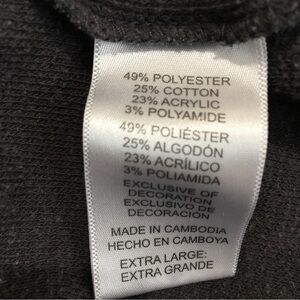 49% POLYESTER
25% COTTON
23% ACRYLIC
3% POLYAMIDE
49% POLIÉSTER
25% ALGODÓN
23% ACRÍLICO
3% POLIAMIDA
EXCLUSIVE OF
DECORATION
EXCLUSIVO DE
DECORACIÓN
MADE IN CAMBODIA
HECHO EN CAMBOYA
EXTRA LARGE:
EXTRA GRANDE